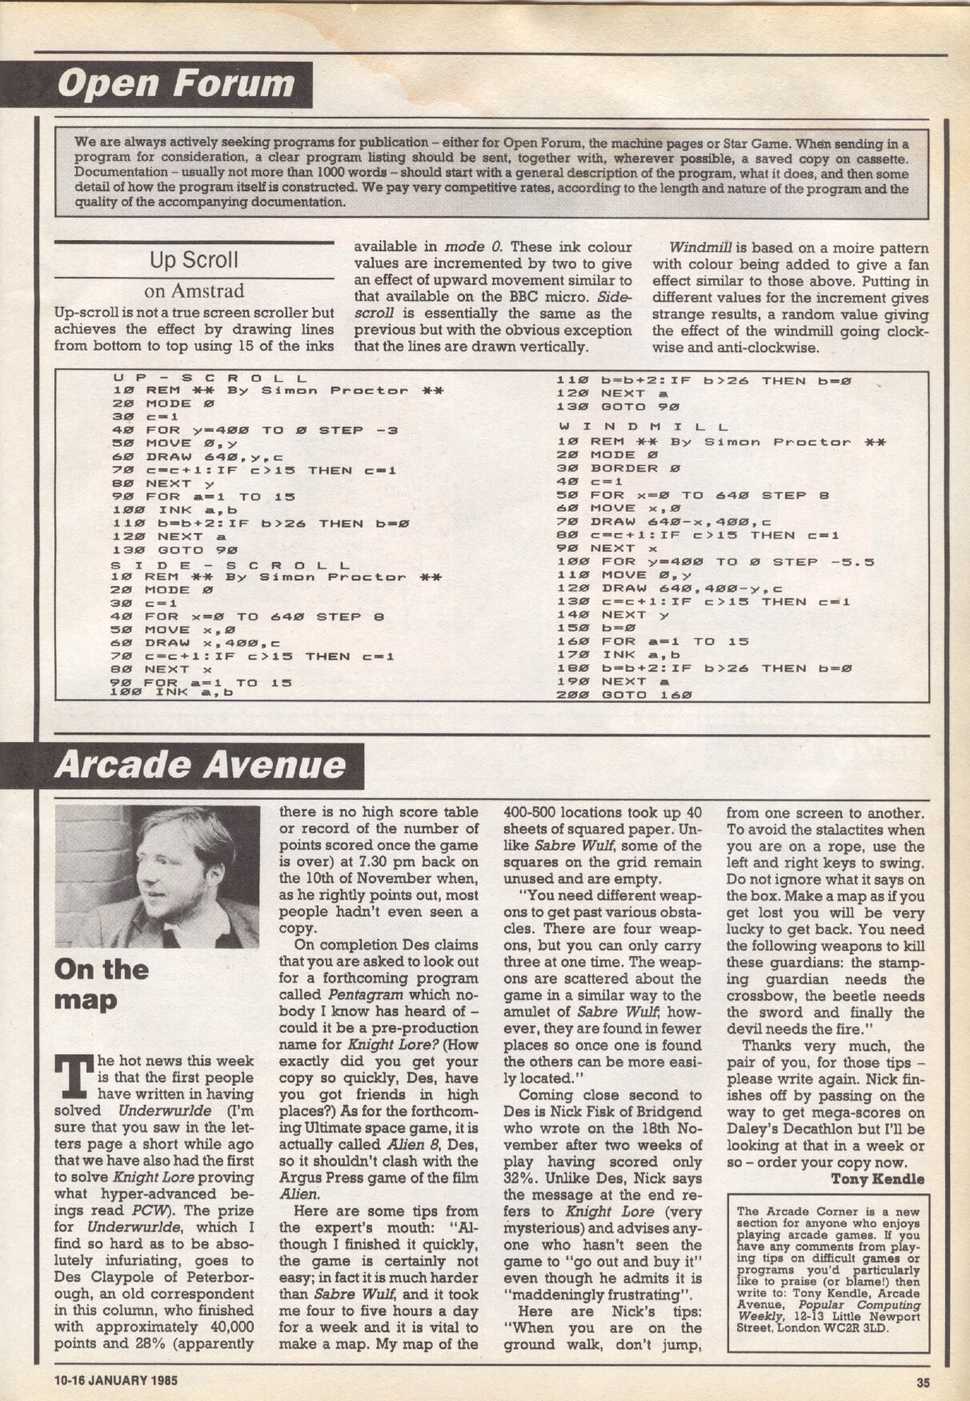 Open Forum
We are always actively seeking programs for publication – either for Open Forum, the machine pages or Star Game. When sending in a
program for consideration, a clear program listing should be sent, together with, wherever possible, a saved copy on cassette.
Documentation – usually not more than 1000 words – should start with a general description of the program, what it does, and then some
detail of how the program itself is constructed. We pay very competitive rates, according to the length and nature of the program and the
quality of the accompanying documentation.
Up Scroll
on Amstrad
Up-scroll is not a true screen scroller but
achieves the effect by drawing lines
from bottom to top using 15 of the inks
available in mode 0. These ink colour
values are incremented by two to give
an effect of upward movement similar to
that available on the BBC micro. Side-
scroll is essentially the same as the
previous but with the obvious exception
that the lines are drawn vertically.
Windmill is based on a moire pattern
with colour being added to give a fan
effect similar to those above. Putting in
different values for the increment gives
strange results, a random value giving
the effect of the windmill going clock-
wise and anti-clockwise.
U P - S C R O L L
10 REM ** By Simon Proctor **
20 MODE 0
30 c=1
40 FOR y=400 TO 0 STEP -3
50 MOVE 0,y
60 DRAW 640,y,c
70 c=c+1:IF c>15 THEN c=1
80 NEXT y
90 FOR a=1 TO 15
100 INK a,b
110 b=b+2:IF b>26 THEN b=0
120 NEXT a
130 GOTO 90
S I D E - S C R O L L
10 REM ** By Simon Proctor **
20 MODE 0
30 c=1
40 FOR x=0 TO 640 STEP 8
50 MOVE x,0
60 DRAW x,400,c
70 c=c+1:IF c>15 THEN c=1
80 NEXT x
90 FOR a=1 TO 15
100 INK a,b
110 b=b+2:IF b>26 THEN b=0
120 NEXT a
130 GOTO 90
W I N D M I L L
10 REM ** By Simon Proctor **
20 MODE 0
30 BORDER 0
40 c=1
50 FOR x=0 TO 640 STEP 8
60 MOVE x,0
70 DRAW 640-x,400,c
80 c=c+1:IF c>15 THEN c=1
90 NEXT x
100 FOR y=400 TO 0 STEP -5.5
110 MOVE 0,y
120 DRAW 640,400-y,c
130 c=c+1:IF c>15 THEN c=1
140 NEXT y
150 b=0
160 FOR a=1 TO 15
170 INK a,b
180 b=b+2:IF b>26 THEN b=0
190 NEXT a
200 GOTO 160
Arcade Avenue
On the
map
The hot news this week
is that the first people
have written in having
solved Underwurlde (I'm
sure that you saw in the let-
ters page a short while ago
that we have also had the first
to solve Knight Lore proving
what hyper-advanced be-
ings read PCW). The prize
for Underwurlde, which I
find so hard as to be abso-
lutely infuriating, goes to
Des Claypole of Peterbor-
ough, an old correspondent
in this column, who finished
with approximately 40,000
points and 28% (apparently
there is no high score table
or record of the number of
points scored once the game
is over) at 7.30 pm back on
the 10th of November when,
as he rightly points out, most
people hadn't even seen a
copy.
On completion Des claims
that you are asked to look out
for a forthcoming program
called Pentagram which no-
body I know has heard of –
could it be a pre-production
name for Knight Lore? (How
exactly did you get your
copy so quickly, Des, have
you got friends in high
places?) As for the forthcom-
ing Ultimate space game, it is
actually called Alien 8, Des,
so it shouldn't clash with the
Argus Press game of the film
Alien.
Here are some tips from
the expert's mouth: "Al-
though I finished it quickly,
the game is certainly not
easy; in fact it is much harder
than Sabre Wulf, and it took
me four to five hours a day
for a week and it is vital to
make a map. My map of the
400-500 locations took up 40
sheets of squared paper. Un-
like Sabre Wulf, some of the
squares on the grid remain
unused and are empty.
"You need different weap-
ons to get past various obsta-
cles. There are four weap-
ons, but you can only carry
three at one time. The weap-
ons are scattered about the
game in a similar way to the
amulet of Sabre Wulf; how-
ever, they are found in fewer
places so once one is found
the others can be more easi-
ly located."
Coming close second to
Des is Nick Fisk of Bridgend
who wrote on the 18th No-
vember after two weeks of
play having scored only
32%. Unlike Des, Nick says
the message at the end re-
fers to Knight Lore (very
mysterious) and advises any-
one who hasn't seen the
game to "go out and buy it"
even though he admits it is
"maddeningly frustrating".
Here are Nick's tips:
"When you are on the
ground walk, don't jump,
from one screen to another.
To avoid the stalactites when
you are on a rope, use the
left and right keys to swing.
Do not ignore what it says on
the box. Make a map as if you
get lost you will be very
lucky to get back. You need
the following weapons to kill
these guardians: the stamp-
ing guardian needs the
crossbow, the beetle needs
the sword and finally the
devil needs the fire."
Thanks very much, the
pair of you, for those tips –
please write again. Nick fin-
ishes off by passing on the
way to get mega-scores on
Daley's Decathlon but I'll be
looking at that in a week or
so – order your copy now.
Tony Kendle
The Arcade Corner is a new
section for anyone who enjoys
playing arcade games. If you
have any comments from play-
ing tips on difficult games or
programs you'd particularly
like to praise (or blame!) then
write to: Tony Kendle, Arcade
Avenue, Popular Computing
Weekly, 12-13 Little Newport
Street, London WC2R 3LD.
10-16 JANUARY 1985
35